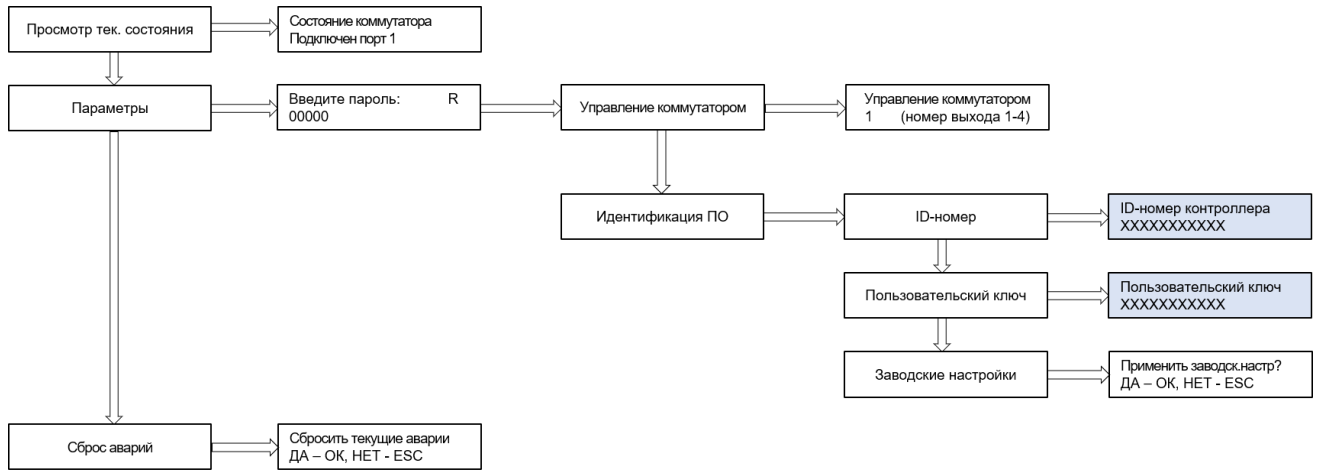 Просмотр тек. состояния
Состояние коммутатора
Подключен порт 1
Параметры
Введите пароль: R
00000
Управление коммутатором
Управление коммутатором
1 (номер выхода 1-4)
Идентификация ПО
ID-номер
ID-номер контроллера
XXXXXXXXXXX
Пользовательский ключ
Пользовательский ключ
XXXXXXXXXXX
Заводские настройки
Применить заводск.настр?
ДА – ОК, НЕТ - ESC
Сброс аварий
Сбросить текущие аварии
ДА – ОК, НЕТ - ESC